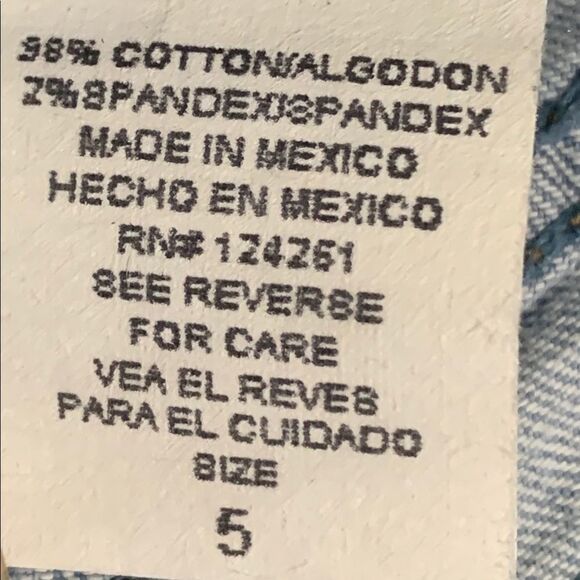 98% COTTON/ALGODON
2% SPANDEX/SPANDEX
MADE IN MEXICO
HECHO EN MEXICO
RN# 124261
SEE REVERSE
FOR CARE
VEA EL REVES
PARA EL CUIDADO
SIZE
5